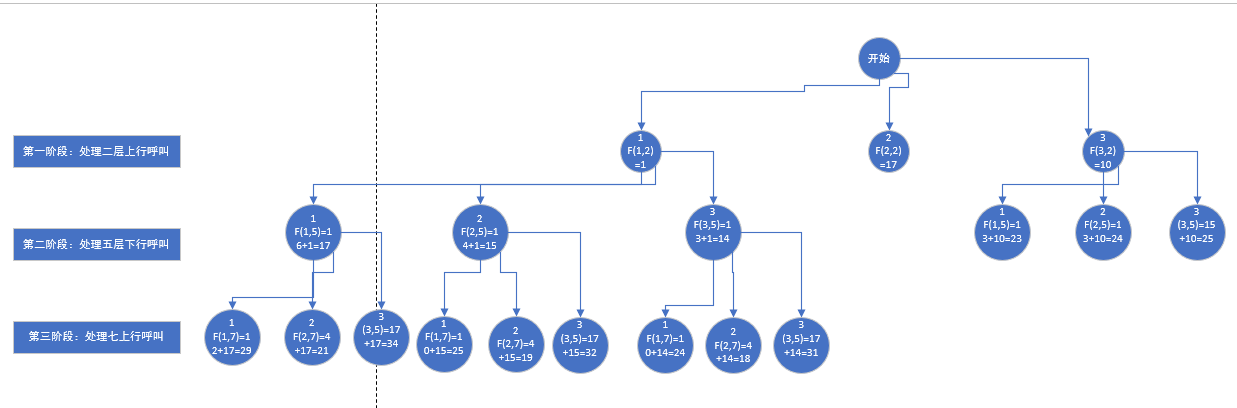 开始
第一阶段：处理二层上行呼叫
1
F(1,2)
=1
2
F(2,2)
=17
3
F(3,2)
=10
第二阶段：处理五层下行呼叫
1
F(1,5)=1
6+1=17
2
F(2,5)=1
4+1=15
3
F(3,5)=1
3+1=14
1
F(1,5)=1
3+10=23
2
F(2,5)=1
3+10=24
3
(3,5)=15
+10=25
第三阶段：处理七上行呼叫
1
F(1,7)=1
2+17=29
2
F(2,7)=4
+17=21
3
(3,5)=17
+17=34
1
F(1,7)=1
0+15=25
2
F(2,7)=4
+15=19
3
(3,5)=17
+15=32
1
F(1,7)=1
0+14=24
2
F(2,7)=4
+14=18
3
(3,5)=17
+14=31